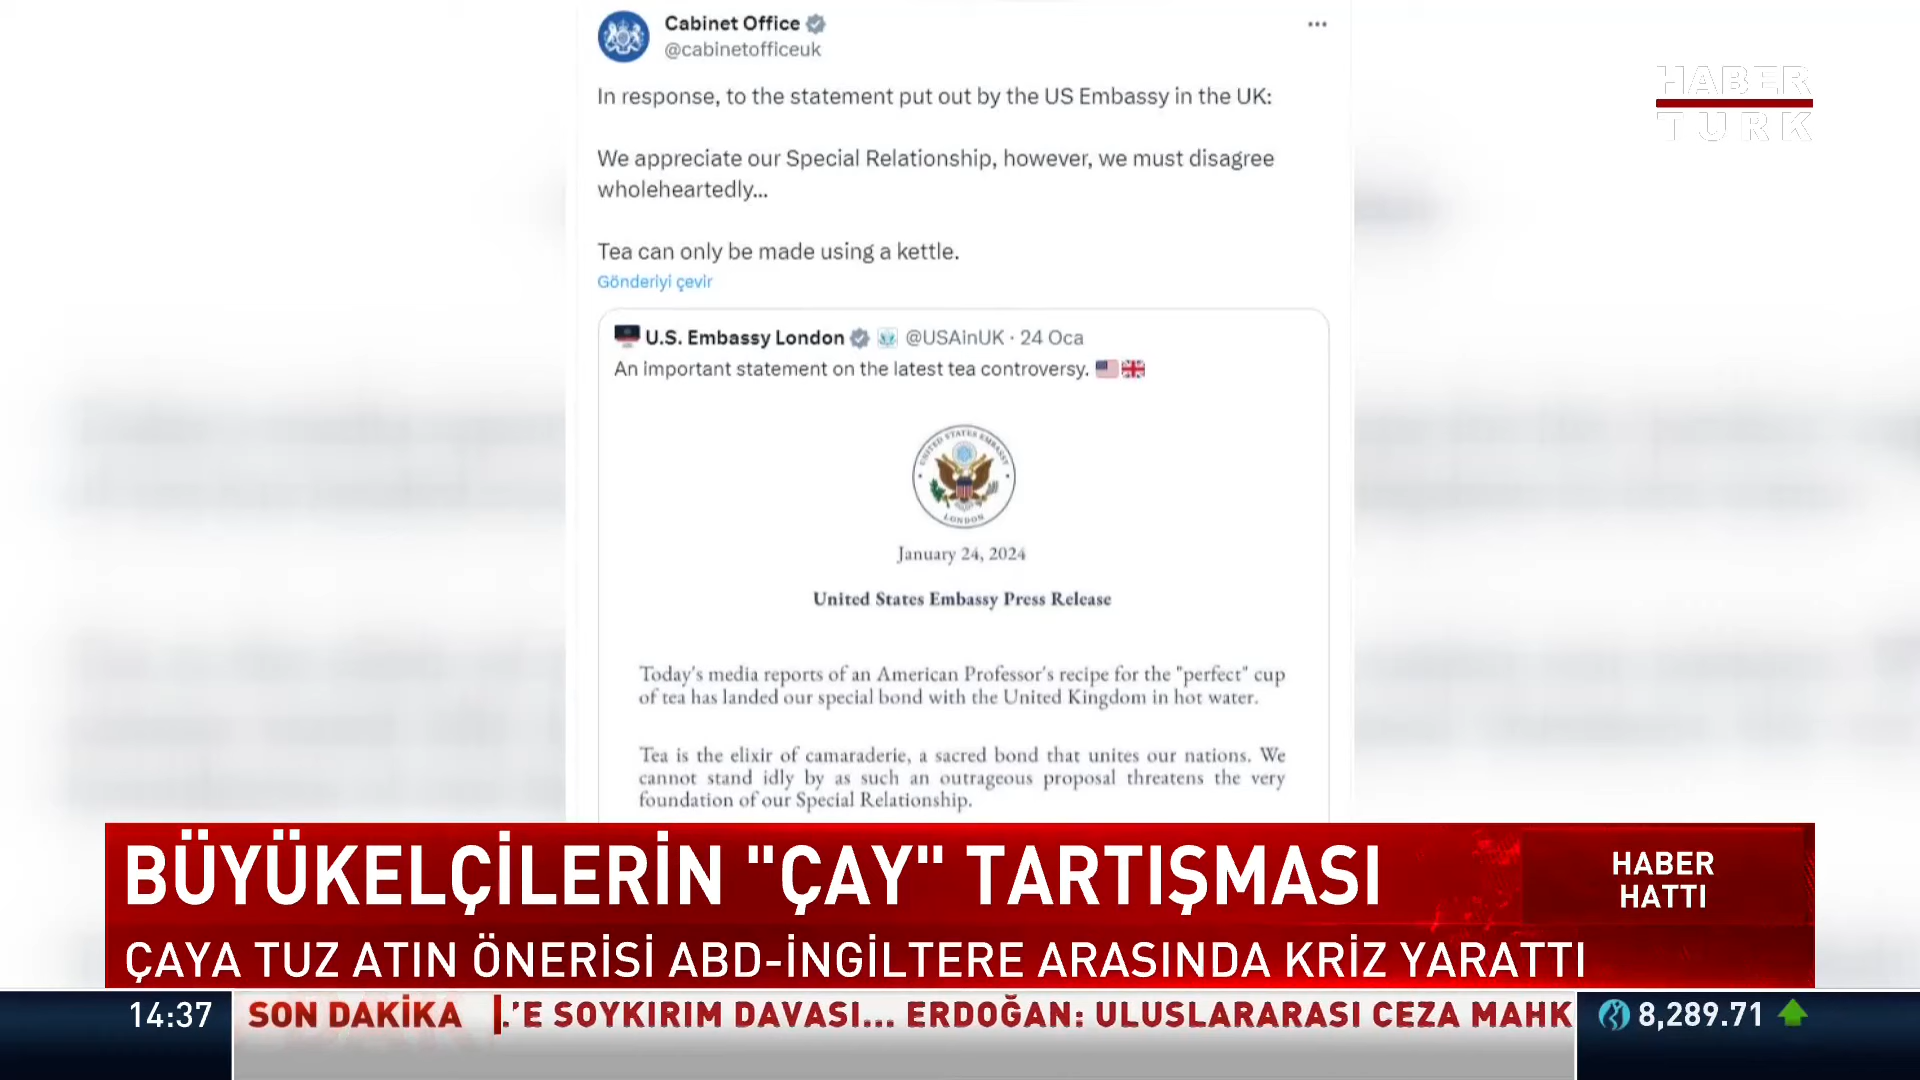 Cabinet Office
@cabinetofficeuk
In response, to the statement put out by the US Embassy in the UK:
We appreciate our Special Relationship, however, we must disagree
wholeheartedly...
Tea can only be made using a kettle.
Gönderiyi çevir
U.S. Embassy London @USAinUK · 24 Oca
An important statement on the latest tea controversy.
UNITED STATES EMBASSY
LONDON
January 24, 2024
United States Embassy Press Release
Today's media reports of an American Professor's recipe for the "perfect" cup
of tea has landed our special bond with the United Kingdom in hot water.
Tea is the elixir of camaraderie, a sacred bond that unites our nations. We
cannot stand idly by as such an outrageous proposal threatens the very
foundation of our Special Relationship.
HABER
TURK
BÜYÜKELÇİLERİN "ÇAY" TARTIŞMASI
ÇAYA TUZ ATIN ÖNERİSİ ABD-İNGİLTERE ARASINDA KRİZ YARATTI
HABER
HATTI
14:37
SON DAKİKA
.'E SOYKIRIM DAVASI... ERDOĞAN: ULUSLARARASI CEZA MAHK
8,289.71